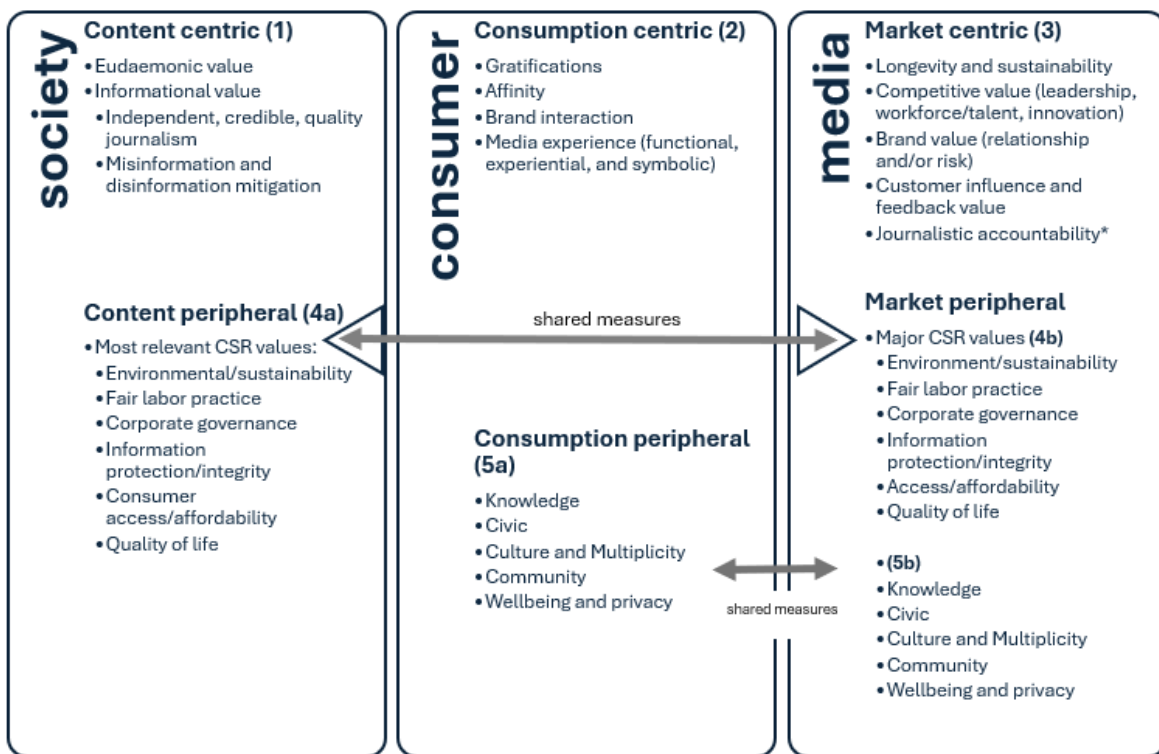 society
Content centric (1)
•Eudaemonic value
•Informational value
•Independent, credible, quality
journalism
•Misinformation and
disinformation mitigation
Content peripheral (4a)
•Most relevant CSR values:
•Environmental/sustainability
•Fair labor practice
•Corporate governance
•Information
protection/integrity
•Consumer
access/affordability
•Quality of life
consumer
Consumption centric (2)
•Gratifications
•Affinity
•Brand interaction
•Media experience (functional,
experiential, and symbolic)
shared measures
Consumption peripheral
(5a)
•Knowledge
•Civic
•Culture and Multiplicity
•Community
•Wellbeing and privacy
shared measures
media
Market centric (3)
•Longevity and sustainability
•Competitive value (leadership,
workforce/talent, innovation)
•Brand value (relationship
and/or risk)
•Customer influence and
feedback value
•Journalistic accountability*
Market peripheral
•Major CSR values (4b)
•Environment/sustainability
•Fair labor practice
•Corporate governance
•Information
protection/integrity
•Access/affordability
•Quality of life
•(5b)
•Knowledge
•Civic
•Culture and Multiplicity
•Community
•Wellbeing and privacy